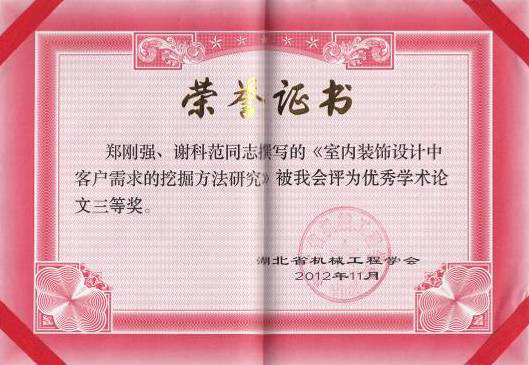 荣誉证书
郑刚强、谢科范同志撰写的《室内装饰设计中
客户需求的挖掘方法研究》被我会评为优秀学术论
文三等奖。
湖北省机械工程学会
2012年11月